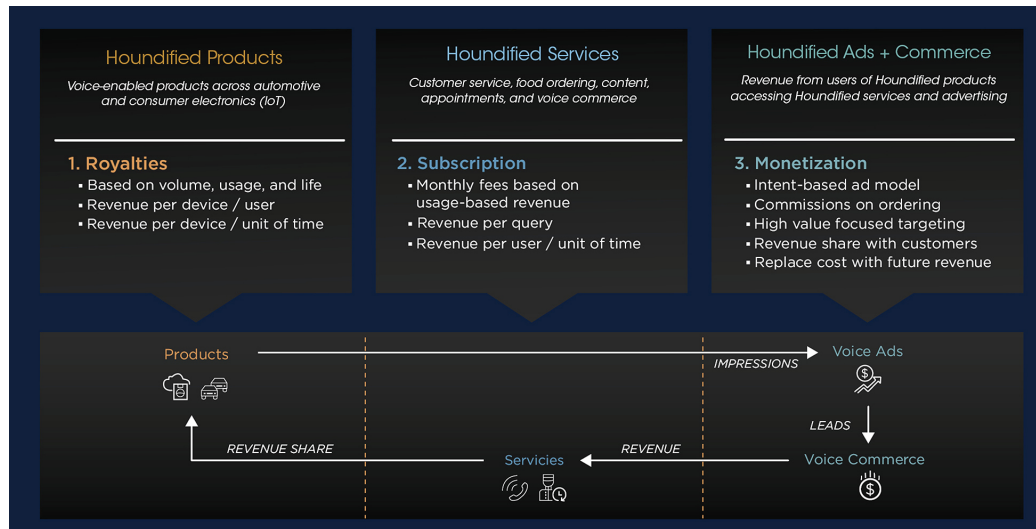 Houndified Products
Voice-enabled products across automotive
and consumer electronics (IoT)
1. Royalties
▪ Based on volume, usage, and life
▪ Revenue per device / user
▪ Revenue per device / unit of time
Houndified Services
Customer service, food ordering, content,
appointments, and voice commerce
2. Subscription
▪ Monthly fees based on
usage-based revenue
▪ Revenue per query
▪ Revenue per user / unit of time
Houndified Ads + Commerce
Revenue from users of Houndified products
accessing Houndified services and advertising
3. Monetization
▪ Intent-based ad model
▪ Commissions on ordering
▪ High value focused targeting
▪ Revenue share with customers
▪ Replace cost with future revenue
Products
IMPRESSIONS
Voice Ads
$
LEADS
REVENUE SHARE
Servicies
REVENUE
Voice Commerce
$